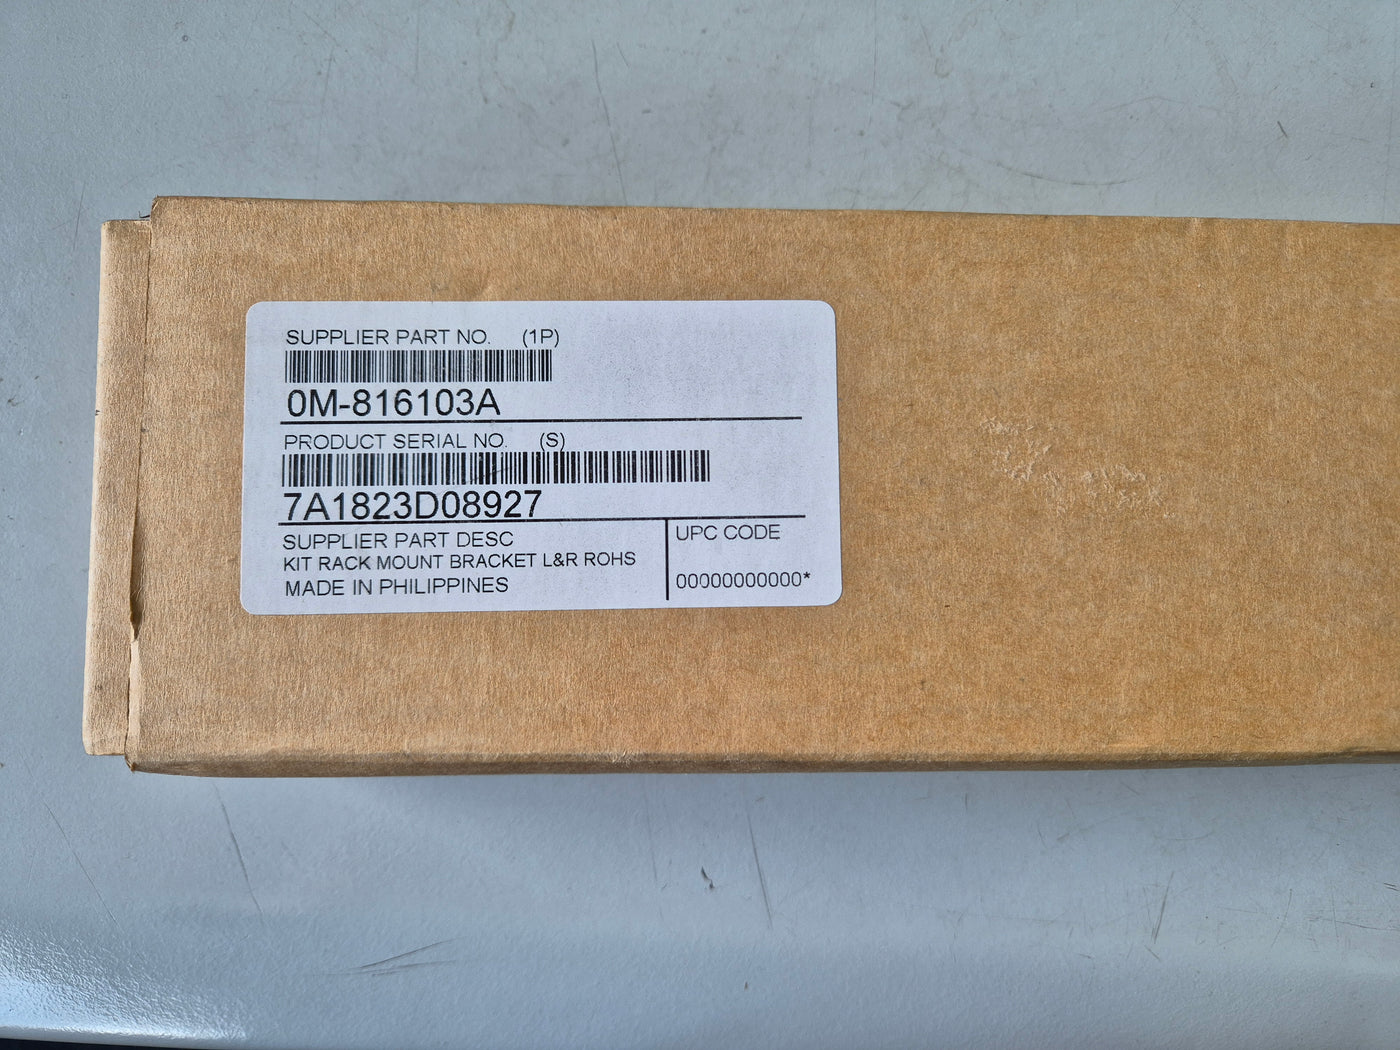 SUPPLIER PART NO. (1P)
0M-816103A
PRODUCT SERIAL NO. (S)
7A1823D08927
SUPPLIER PART DESC
KIT RACK MOUNT BRACKET L&R ROHS
MADE IN PHILIPPINES
UPC CODE
00000000000*